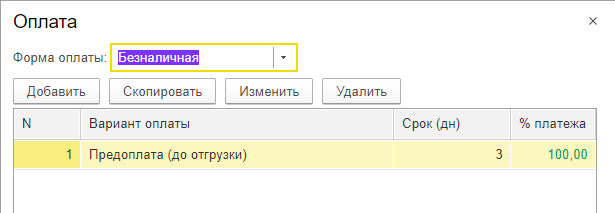 Оплата
Форма оплаты: Безналичная
Добавить Скопировать Изменить Удалить
N Вариант оплаты Срок (дн) % платежа
1 Предоплата (до отгрузки) 3 100,00